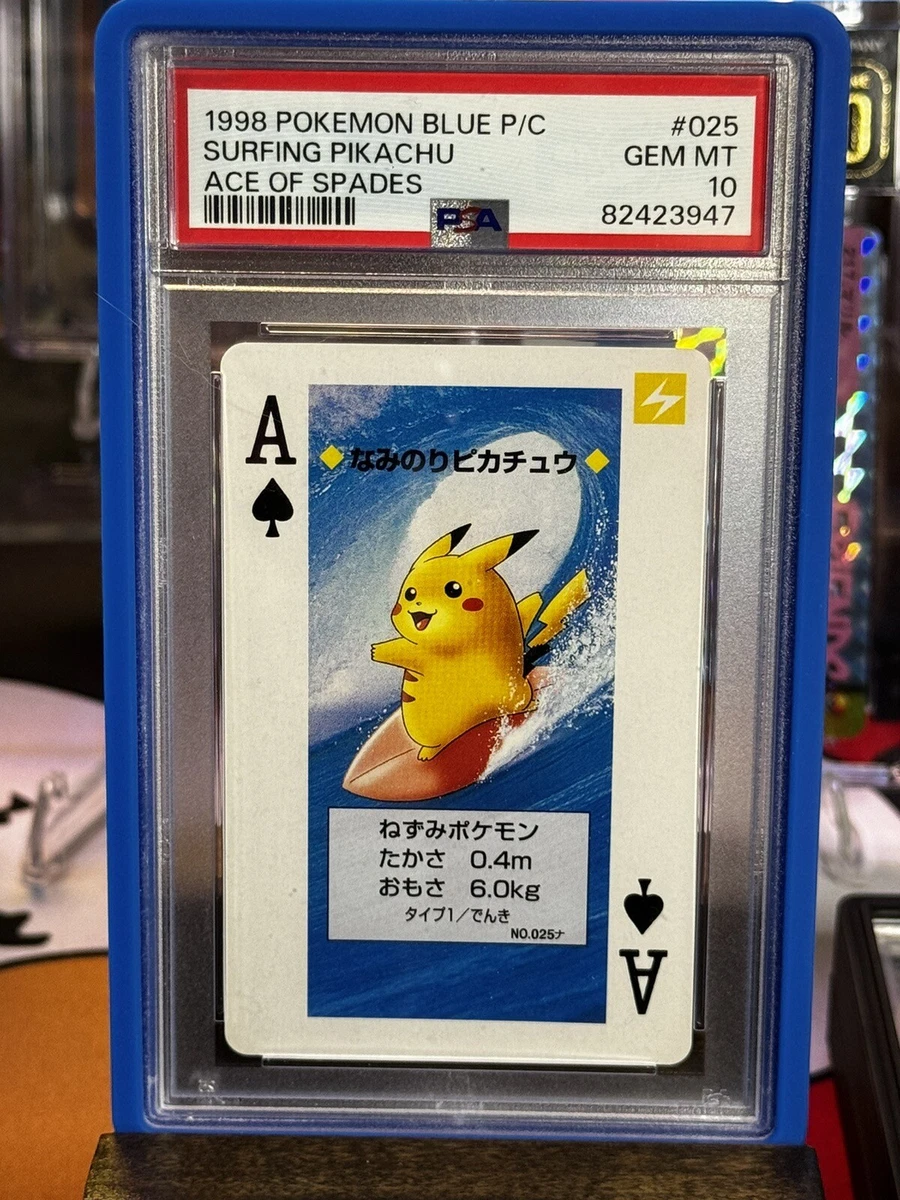 1998 POKEMON BLUE P/C #025
SURFING PIKACHU GEM MT
ACE OF SPADES 10
PSA 82423947
A
なみのりピカチュウ
ねずみポケモン
たかさ 0.4m
おもさ 6.0kg
タイプ1/でんき
NO.025ナ
A